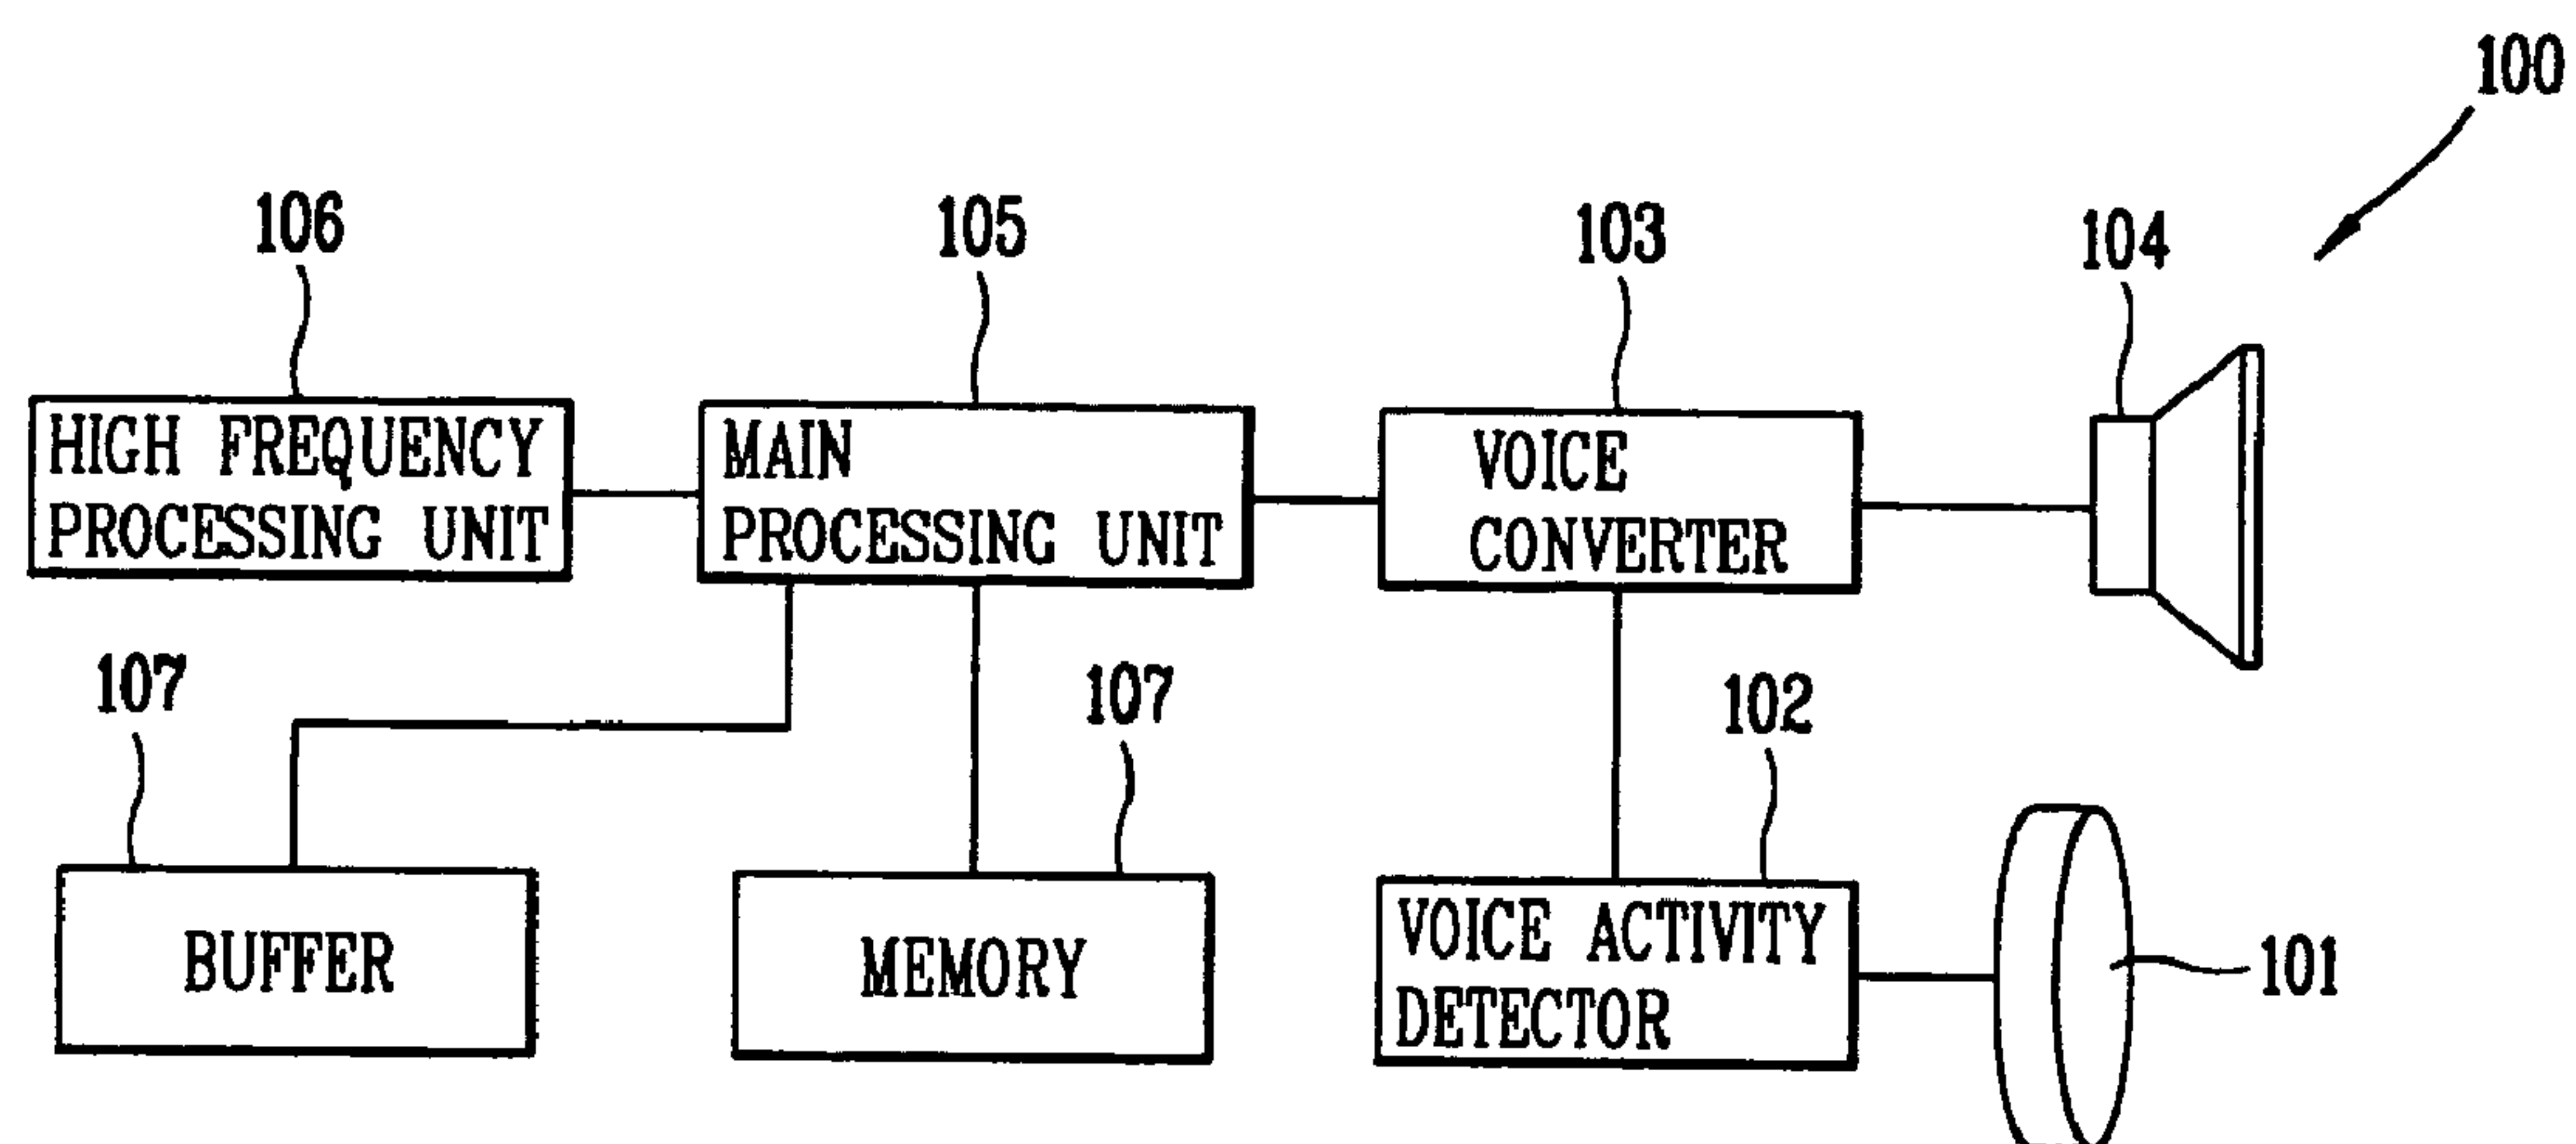 100
106
105
103
104
HIGH FREQUENCY
PROCESSING UNIT
MAIN
PROCESSING UNIT
VOICE
CONVERTER
107
107
102
BUFFER
MEMORY
VOICE ACTIVITY
DETECTOR
101